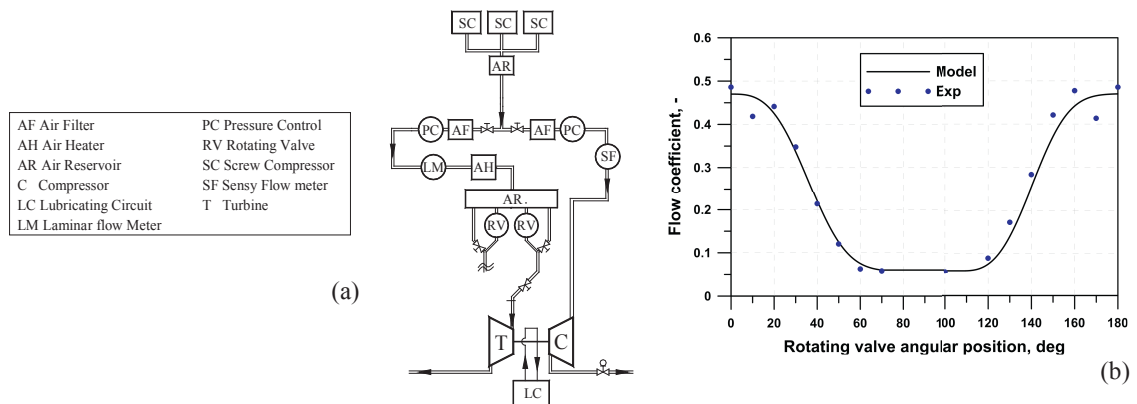 AF Air Filter PC Pressure Control
AH Air Heater RV Rotating Valve
AR Air Reservoir SC Screw Compressor
C Compressor SF Sensy Flow meter
LC Lubricating Circuit T Turbine
LM Laminar flow Meter
(a)
SC SC SC
AR
PC AF AF PC
SF
LM AH
AR.
RV RV
T C
LC
0.6
0.5
0.4
0.3
0.2
0.1
0
Flow coefficient, -
Model
Exp
0 20 40 60 80 100 120 140 160 180
Rotating valve angular position, deg
(b)